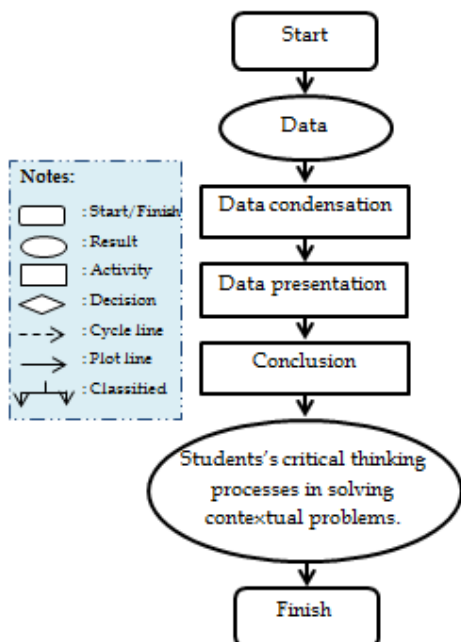 Start
Data
Notes:
: Start/Finish
: Result
: Activity
: Decision
: Cycle line
: Plot line
: Classified
Data condensation
Data presentation
Conclusion
Students's critical thinking
processes in solving
contextual problems.
Finish